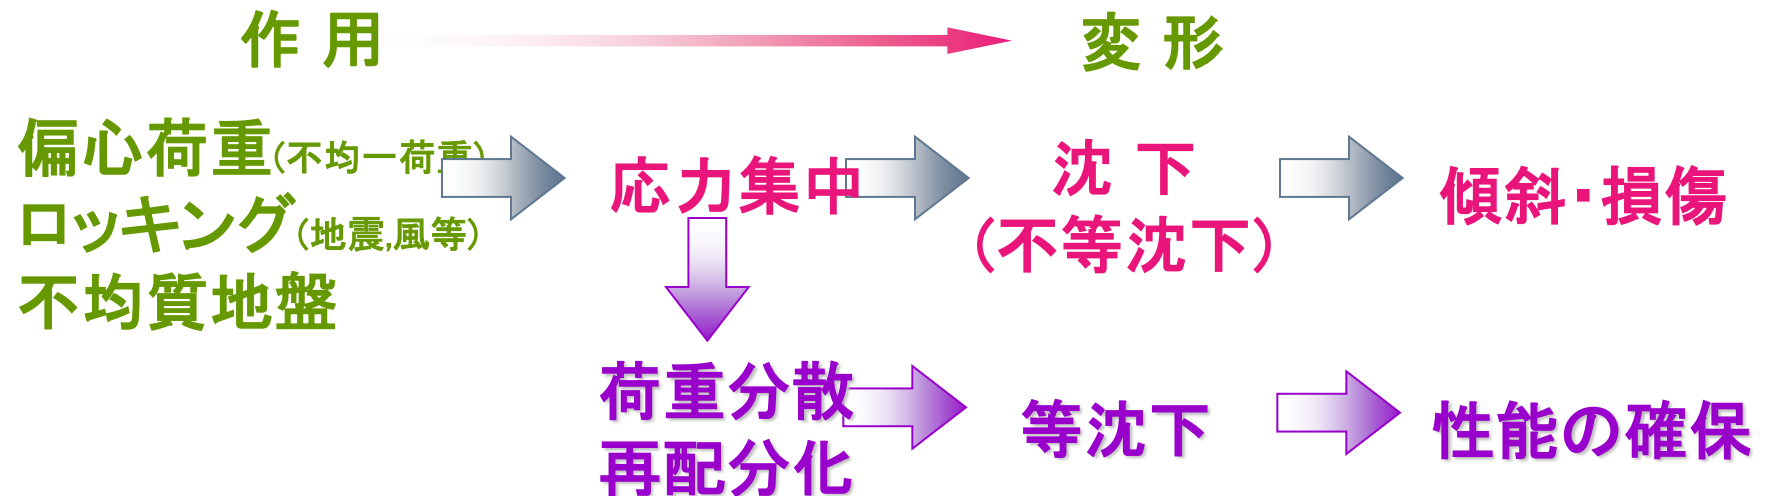 作 用
変 形
偏心荷重(不均一荷重)
ロッキング(地震,風等)
不均質地盤
応力集中
沈 下
(不等沈下)
傾斜・損傷
荷重分散
再配分化
等沈下
性能の確保